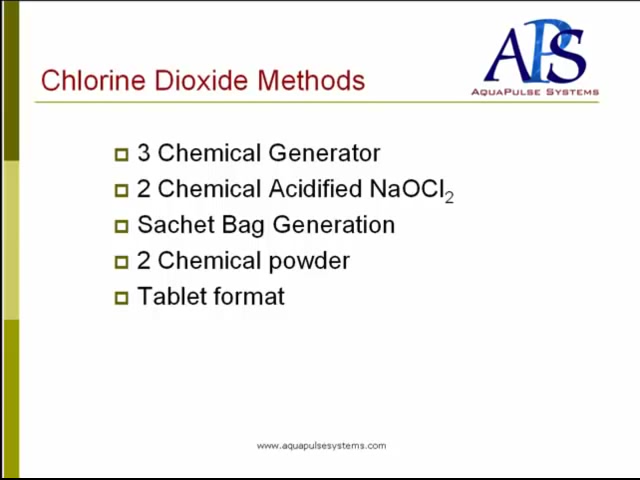 APS
AquaPulse Systems
Chlorine Dioxide Methods
3 Chemical Generator
2 Chemical Acidified NaOCl₂
Sachet Bag Generation
2 Chemical powder
Tablet format
www.aquapulsesystems.com